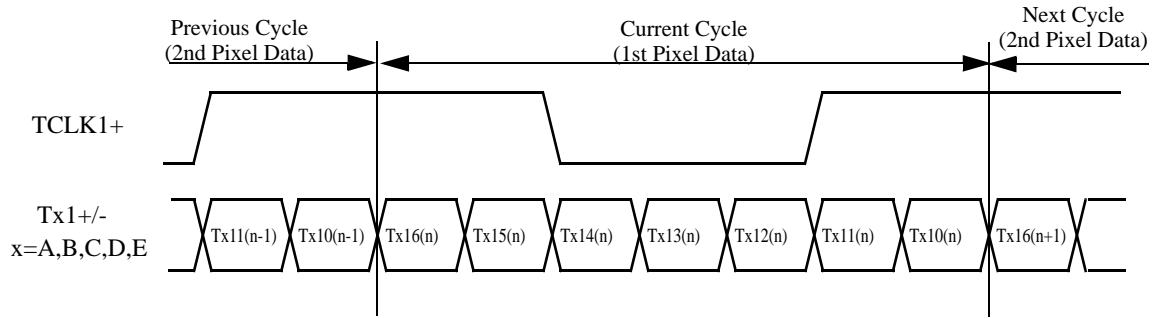 Previous Cycle
(2nd Pixel Data)
Current Cycle
(1st Pixel Data)
Next Cycle
(2nd Pixel Data)
TCLK1+
Tx1+/-
x=A,B,C,D,E
Tx11(n-1)
Tx10(n-1)
Tx16(n)
Tx15(n)
Tx14(n)
Tx13(n)
Tx12(n)
Tx11(n)
Tx10(n)
Tx16(n+1)